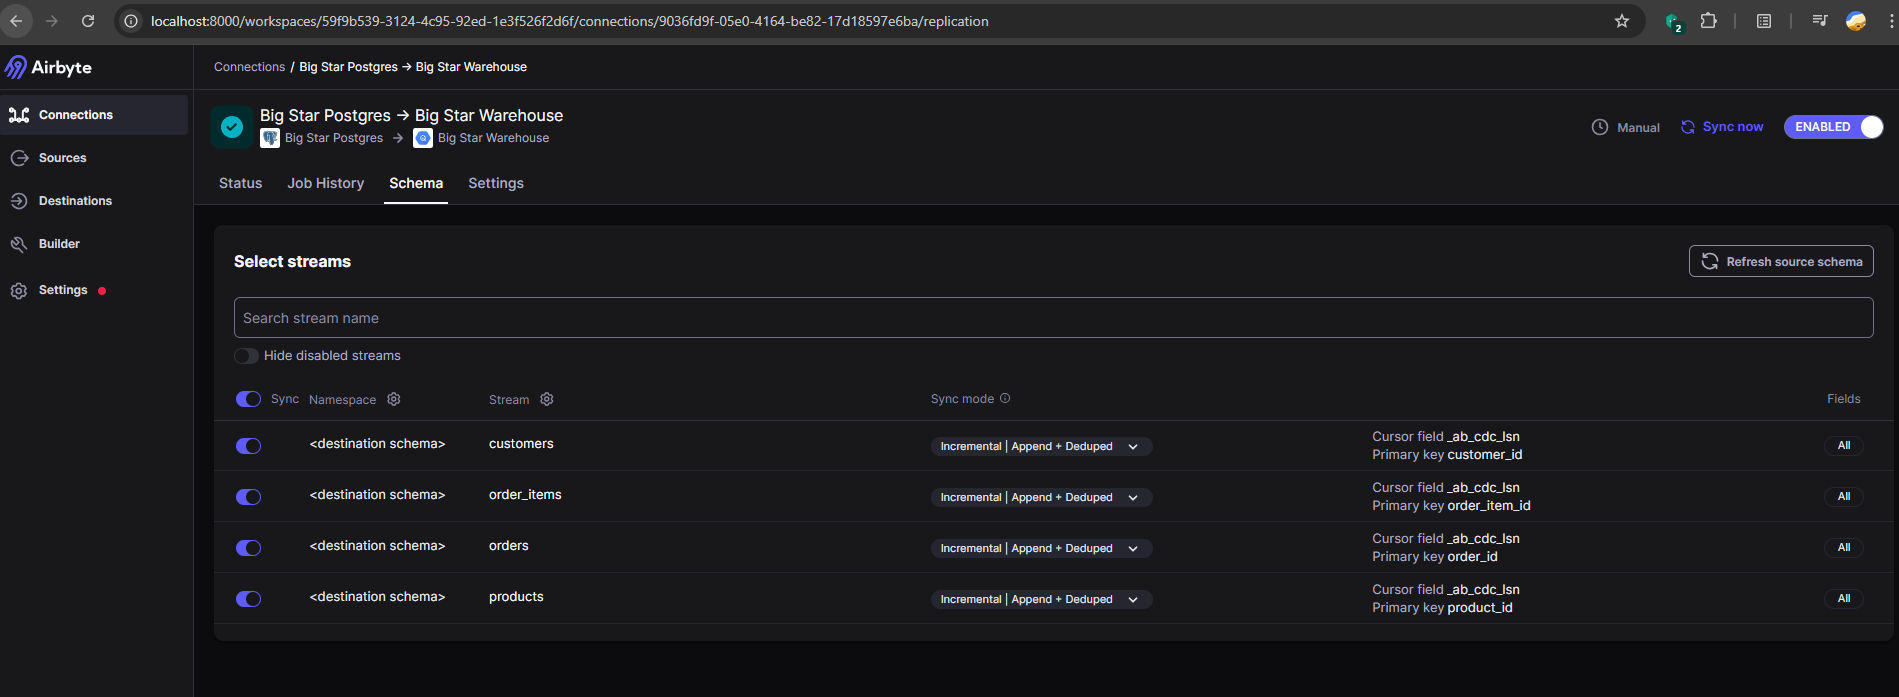 localhost:8000/workspaces/59f9b539-3124-4c95-92ed-1e3f526f2d6f/connections/9036fd9f-05e0-4164-be82-17d18597e6ba/replication
2
Airbyte
Connections / Big Star Postgres → Big Star Warehouse
Connections
Sources
Destinations
Builder
Settings
Big Star Postgres → Big Star Warehouse
Big Star Postgres → Big Star Warehouse
Manual
Sync now
ENABLED
Status Job History Schema Settings
Select streams
Refresh source schema
Search stream name
Hide disabled streams
Sync Namespace Stream Sync mode Fields
<destination schema> customers Incremental | Append + Deduped Cursor field _ab_cdc_lsn All
Primary key customer_id
<destination schema> order_items Incremental | Append + Deduped Cursor field _ab_cdc_lsn All
Primary key order_item_id
<destination schema> orders Incremental | Append + Deduped Cursor field _ab_cdc_lsn All
Primary key order_id
<destination schema> products Incremental | Append + Deduped Cursor field _ab_cdc_lsn All
Primary key product_id